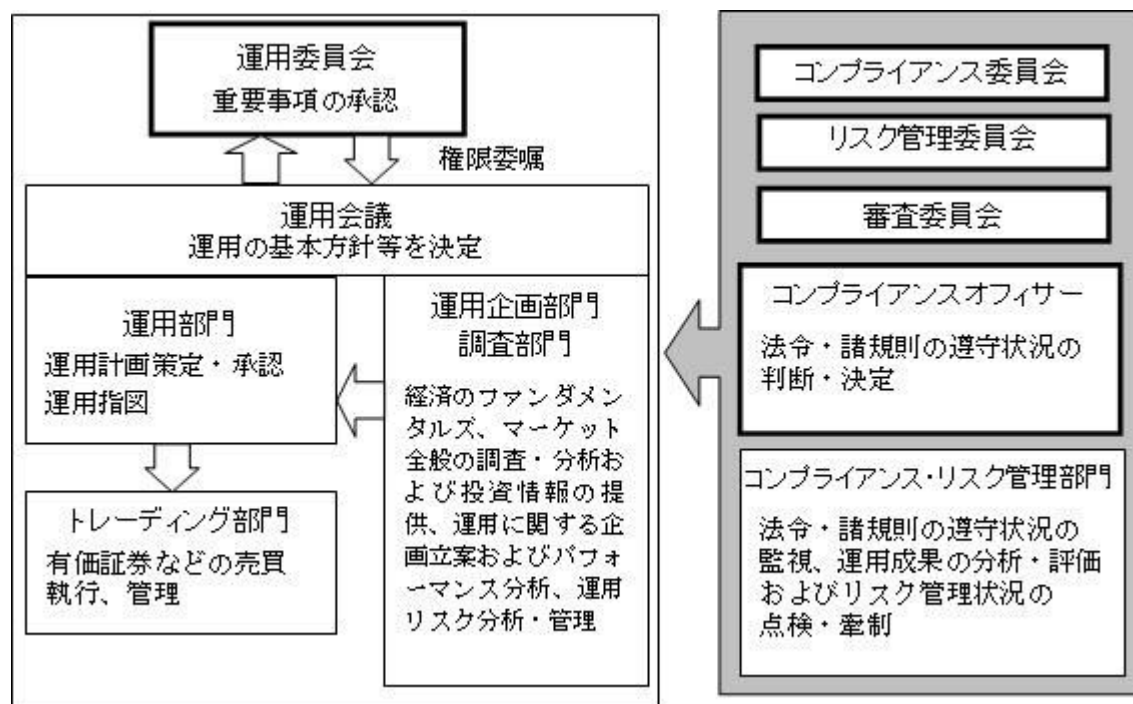 運用委員会
重要事項の承認
権限委嘱
運用会議
運用の基本方針等を決定
運用部門
運用計画策定・承認
運用指図
トレーディング部門
有価証券などの売買
執行、管理
運用企画部門
調査部門
経済のファンダメン
タルズ、マーケット
全般の調査・分析お
よび投資情報の提
供、運用に関する企
画立案およびパフォ
ーマンス分析、運用
リスク分析・管理
コンプライアンス委員会
リスク管理委員会
審査委員会
コンプライアンスオフィサー
法令・諸規則の遵守状況の
判断・決定
コンプライアンス・リスク管理部門
法令・諸規則の遵守状況の
監視、運用成果の分析・評価
およびリスク管理状況の
点検・牽制